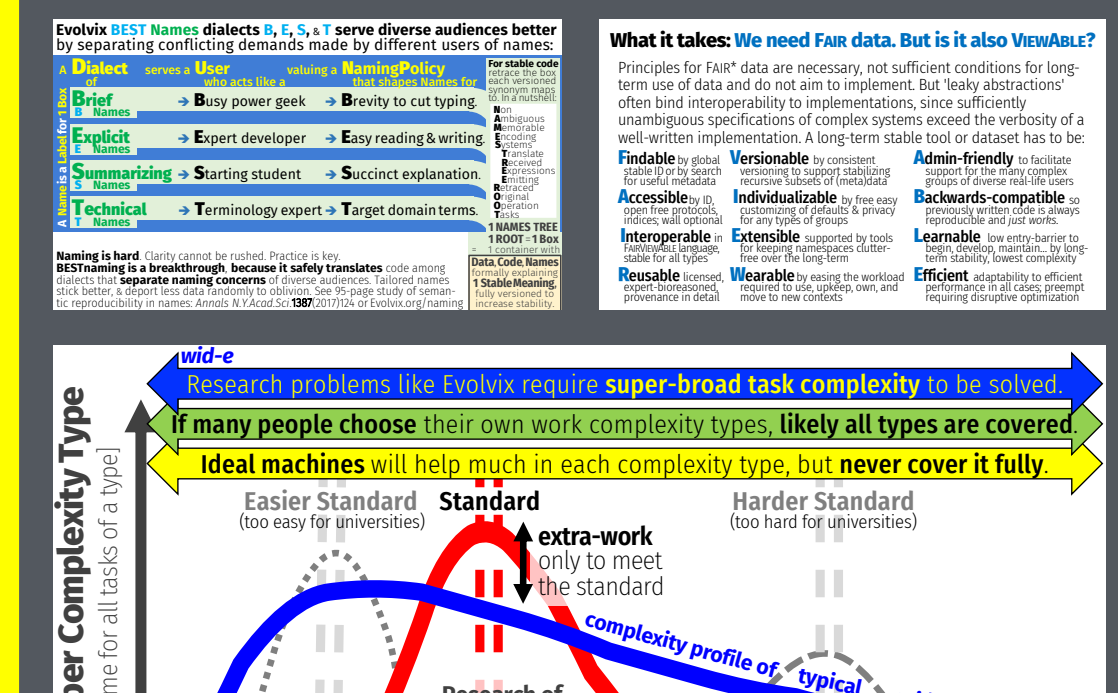 Evolvix BEST Names dialects B, E, S, & T serve diverse audiences better
by separating conflicting demands made by different users of names:
A Dialect serves a User valuing a NamingPolicy
of who acts like a that shapes Names for
Brief → Busy power geek → Brevity to cut typing.
B Names
Explicit → Expert developer → Easy reading & writing.
E Names
Summarizing → Starting student → Succinct explanation.
S Names
Technical → Terminology expert → Target domain terms.
T Names
A Name is a Label for 1 Box
For stable code
retrace the box
each versioned
synonym maps
to. In a nutshell:
Non
Ambiguous
Memorable
Encoding
Systems
Translate
Received
Expressions
Emitting
Retraced
Original
Operation
Tasks
1 NAMES TREE
1 ROOT = 1 Box
= 1 container with
Data, Code, Names
formally explaining
1 Stable Meaning,
fully versioned to
increase stability.
Naming is hard. Clarity cannot be rushed. Practice is key.
BESTnaming is a breakthrough, because it safely translates code among
dialects that separate naming concerns of diverse audiences. Tailored names
stick better, & deport less data randomly to oblivion. See 95-page study of seman-
tic reproducibility in names: Annals N.Y.Acad.Sci.1387(2017)124 or Evolvix.org/naming
What it takes: We need FAIR data. But is it also VIEWABLE?
Principles for FAIR* data are necessary, not sufficient conditions for long-
term use of data and do not aim to implement. But 'leaky abstractions'
often bind interoperability to implementations, since sufficiently
unambiguous specifications of complex systems exceed the verbosity of a
well-written implementation. A long-term stable tool or dataset has to be:
Findable by global
stable ID or by search
for useful metadata
Versionable by consistent
versioning to support stabilizing
recursive subsets of (meta)data
Admin-friendly to facilitate
support for the many complex
groups of diverse real-life users
Accessible by ID,
open free protocols,
indices; wall optional
Individualizable by free easy
customizing of defaults & privacy
for any types of groups
Backwards-compatible so
previously written code is always
reproducible and just works.
Interoperable in
FAIRVIEWABLE language,
stable for all types
Extensible supported by tools
for keeping namespaces clutter-
free over the long-term
Learnable low entry-barrier to
begin, develop, maintain... by long-
term stability, lowest complexity
Reusable licensed,
expert-bioreasoned,
provenance in detail
Wearable by easing the workload
required to use, upkeep, own, and
move to new contexts
Efficient adaptability to efficient
performance in all cases; preempt
requiring disruptive optimization
wid-e
Research problems like Evolvix require super-broad task complexity to be solved.
If many people choose their own work complexity types, likely all types are covered.
Ideal machines will help much in each complexity type, but never cover it fully.
Easier Standard
(too easy for universities)
Standard
Harder Standard
(too hard for universities)
extra-work
only to meet
the standard
complexity profile of typical
per Complexity Type
me for all tasks of a type]
Research of